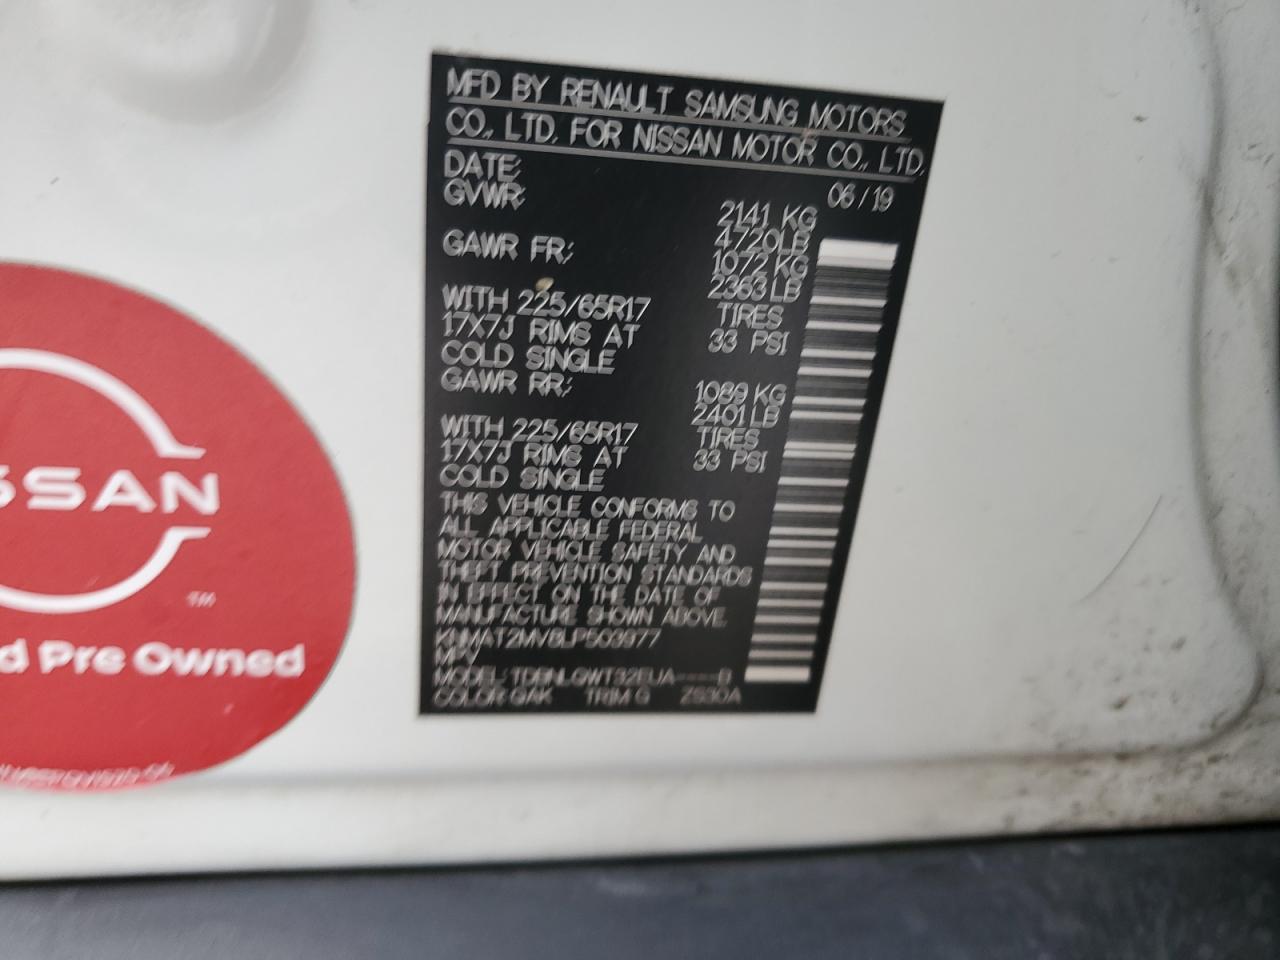 MFD BY RENAULT SAMSUNG MOTORS
CO., LTD. FOR NISSAN MOTOR CO., LTD.
DATE: 06/19
GVWR: 2141 KG
4720LB
GAWR FR: 1072 KG
2363 LB
WITH 225/65R17 TIRES
17X7J RIMS AT 33 PSI
COLD SINGLE
GAWR RR: 1089 KG
2401 LB
WITH 225/65R17 TIRES
17X7J RIMS AT 33 PSI
COLD SINGLE
THIS VEHICLE CONFORMS TO
ALL APPLICABLE FEDERAL
MOTOR VEHICLE SAFETY AND
THEFT PREVENTION STANDARDS
IN EFFECT ON THE DATE OF
MANUFACTURE SHOWN ABOVE.
KNMAT2MV8LP503977
MPV
MODEL: TDBNLGWT32EUA----D
COLOR: QAK TRIM G ZS30A
SSAN
TM
d Pre Owned